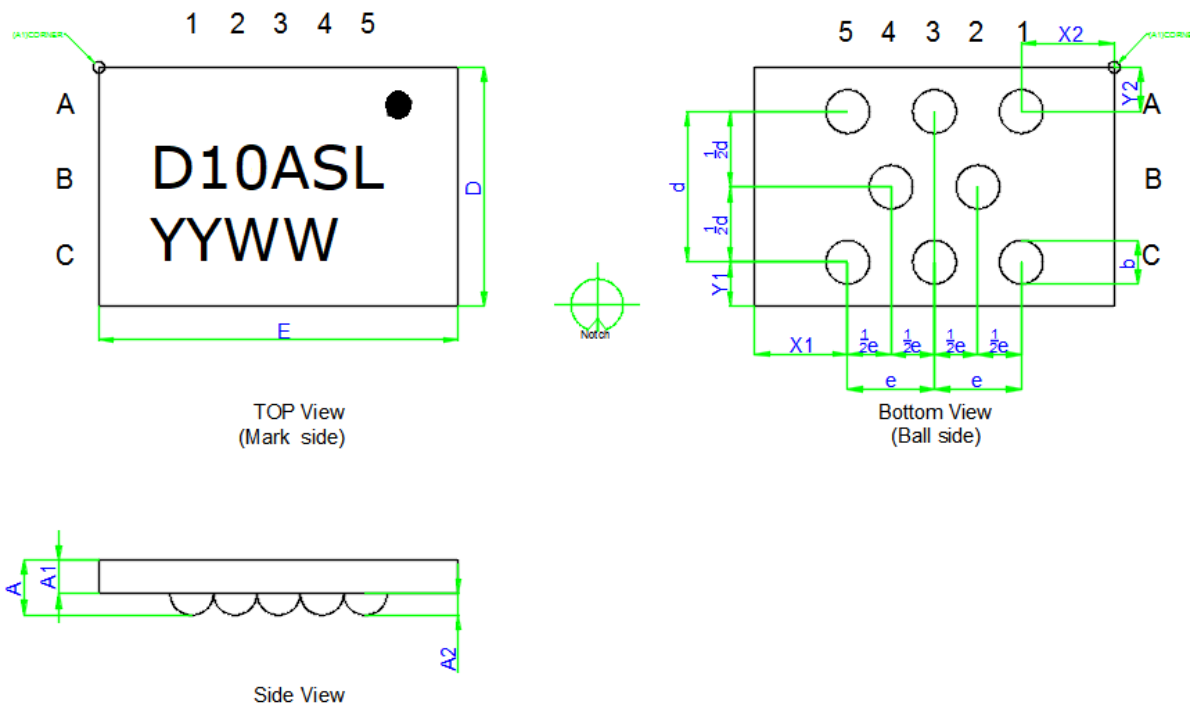 1 2 3 4 5
(A1)CORNER
A
B
C
D10ASL
YYWW
D
E
TOP View
(Mark side)
Notch
5 4 3 2 1
X2
Y2
A
B
C
d
½d
½d
Y1
b
X1
½e ½e ½e ½e
e e
Bottom View
(Ball side)
A
A1
A2
Side View